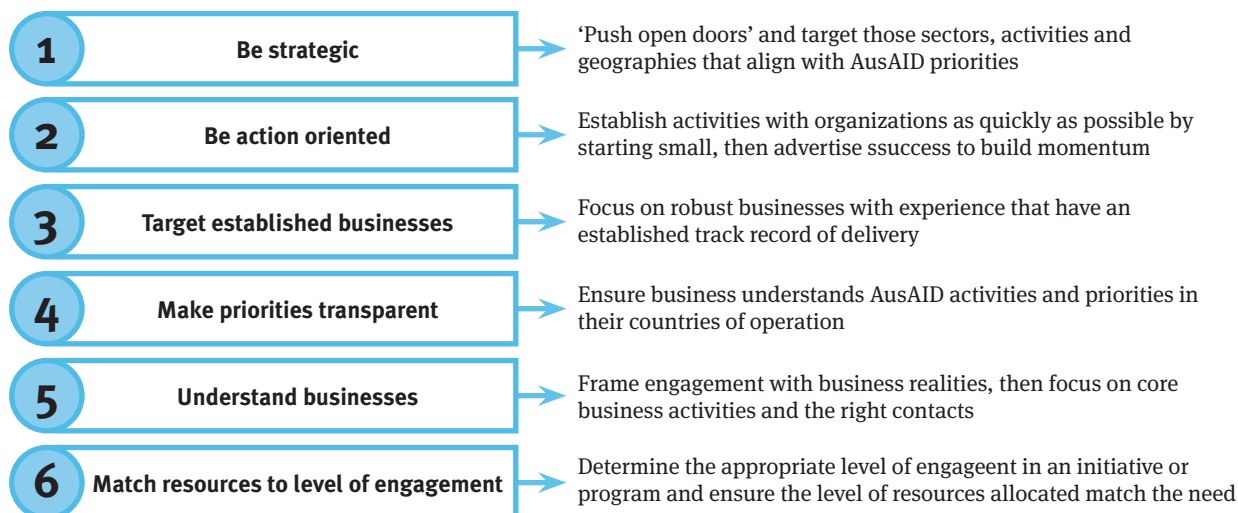 1
Be strategic
‘Push open doors’ and target those sectors, activities and
geographies that align with AusAID priorities
2
Be action oriented
Establish activities with organizations as quickly as possible by
starting small, then advertise ssuccess to build momentum
3
Target established businesses
Focus on robust businesses with experience that have an
established track record of delivery
4
Make priorities transparent
Ensure business understands AusAID activities and priorities in
their countries of operation
5
Understand businesses
Frame engagement with business realities, then focus on core
business activities and the right contacts
6
Match resources to level of engagement
Determine the appropriate level of engageent in an initiative or
program and ensure the level of resources allocated match the need